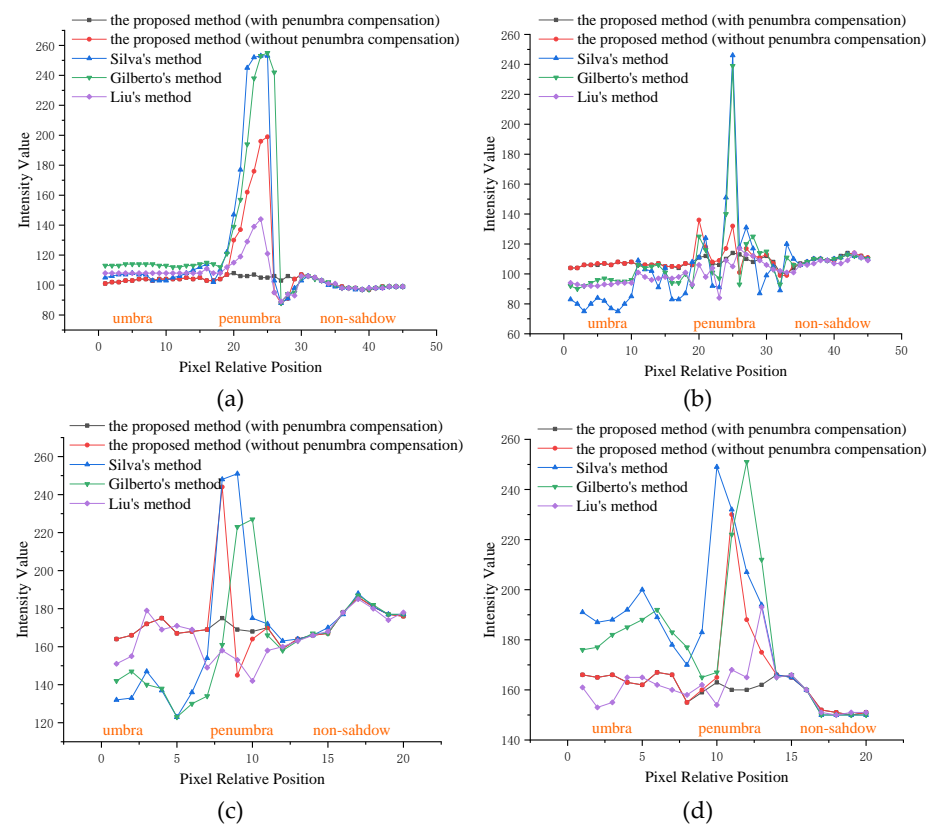 the proposed method (with penumbra compensation)
the proposed method (without penumbra compensation)
Silva's method
Gilberto's method
Liu's method
260
240
220
200
180
160
140
120
100
80
Intensity Value
umbra
penumbra
non-sahdow
0
10
20
30
40
50
Pixel Relative Position
(a)
the proposed method (with penumbra compensation)
the proposed method (without penumbra compensation)
Silva's method
Gilberto's method
Liu's method
260
240
220
200
180
160
140
120
100
80
60
Intensity Value
umbra
penumbra
non-sahdow
0
10
20
30
40
50
Pixel Relative Position
(b)
the proposed method (with penumbra compensation)
the proposed method (without penumbra compensation)
Silva's method
Gilberto's method
Liu's method
260
240
220
200
180
160
140
120
Intensity Value
umbra
penumbra
non-sahdow
0
5
10
15
20
Pixel Relative Position
(c)
the proposed method (with penumbra compensation)
the proposed method (without penumbra compensation)
Silva's method
Gilberto's method
Liu's method
260
240
220
200
180
160
140
Intensity Value
umbra
penumbra
non-sahdow
0
5
10
15
20
Pixel Relative Position
(d)